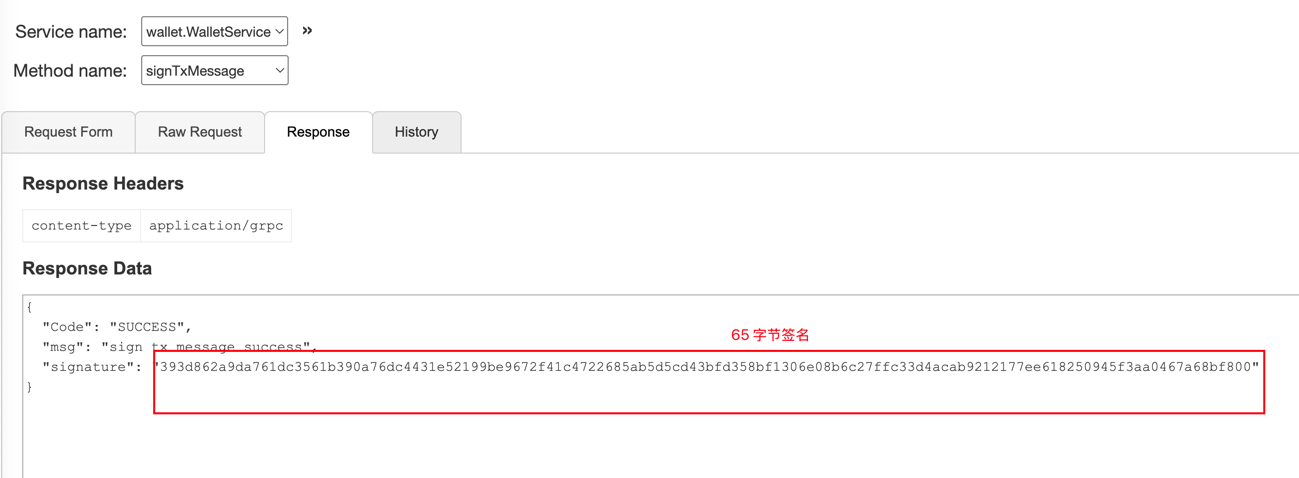 Service name: wallet.WalletService »
Method name: signTxMessage
Request Form Raw Request Response History
Response Headers
content-type application/grpc
Response Data
{
"Code": "SUCCESS",
65 字节签名
"msg": "sign tx message success",
"signature": "393d862a9da761dc3561b390a76dc4431e52199be9672f41c4722685ab5d5cd43bfd358bf1306e08b6c27ffc33d4acab9212177ee618250945f3aa0467a68bf800"
}